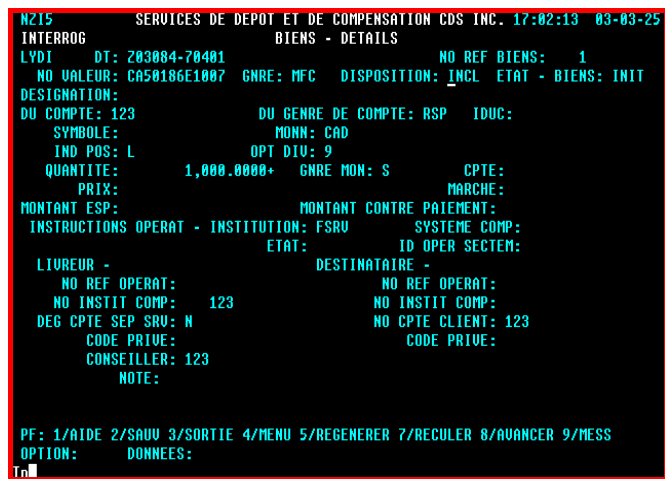 NZI5 SERVICES DE DEPOT ET DE COMPENSATION CDS INC. 17:02:13 03-03-25
INTERROG BIENS - DETAILS
LYDI DT: Z03084-70401 NO REF BIENS: 1
NO VALEUR: CA50186E1007 GNRE: MFC DISPOSITION: INCL ETAT - BIENS: INIT
DESIGNATION:
DU COMPTE: 123 DU GENRE DE COMPTE: RSP IDUC:
SYMBOLE: MONN: CAD
IND POS: L OPT DIV: 9
QUANTITE: 1,000.0000+ GNRE MON: S CPTE:
PRIX: MARCHE:
MONTANT ESP: MONTANT CONTRE PAIEMENT:
INSTRUCTIONS OPERAT - INSTITUTION: FSRV SYSTEME COMP:
ETAT: ID OPER SECTEM:
LIVREUR - DESTINATAIRE -
NO REF OPERAT: NO REF OPERAT:
NO INSTIT COMP: 123 NO INSTIT COMP:
DEG CPTE SEP SRV: N NO CPTE CLIENT: 123
CODE PRIVE: CODE PRIVE:
CONSEILLER: 123
NOTE:
PF: 1/AIDE 2/SAUV 3/SORTIE 4/MENU 5/REGENERER 7/RECULER 8/AVANCER 9/MESS
OPTION: DONNEES:
Tn